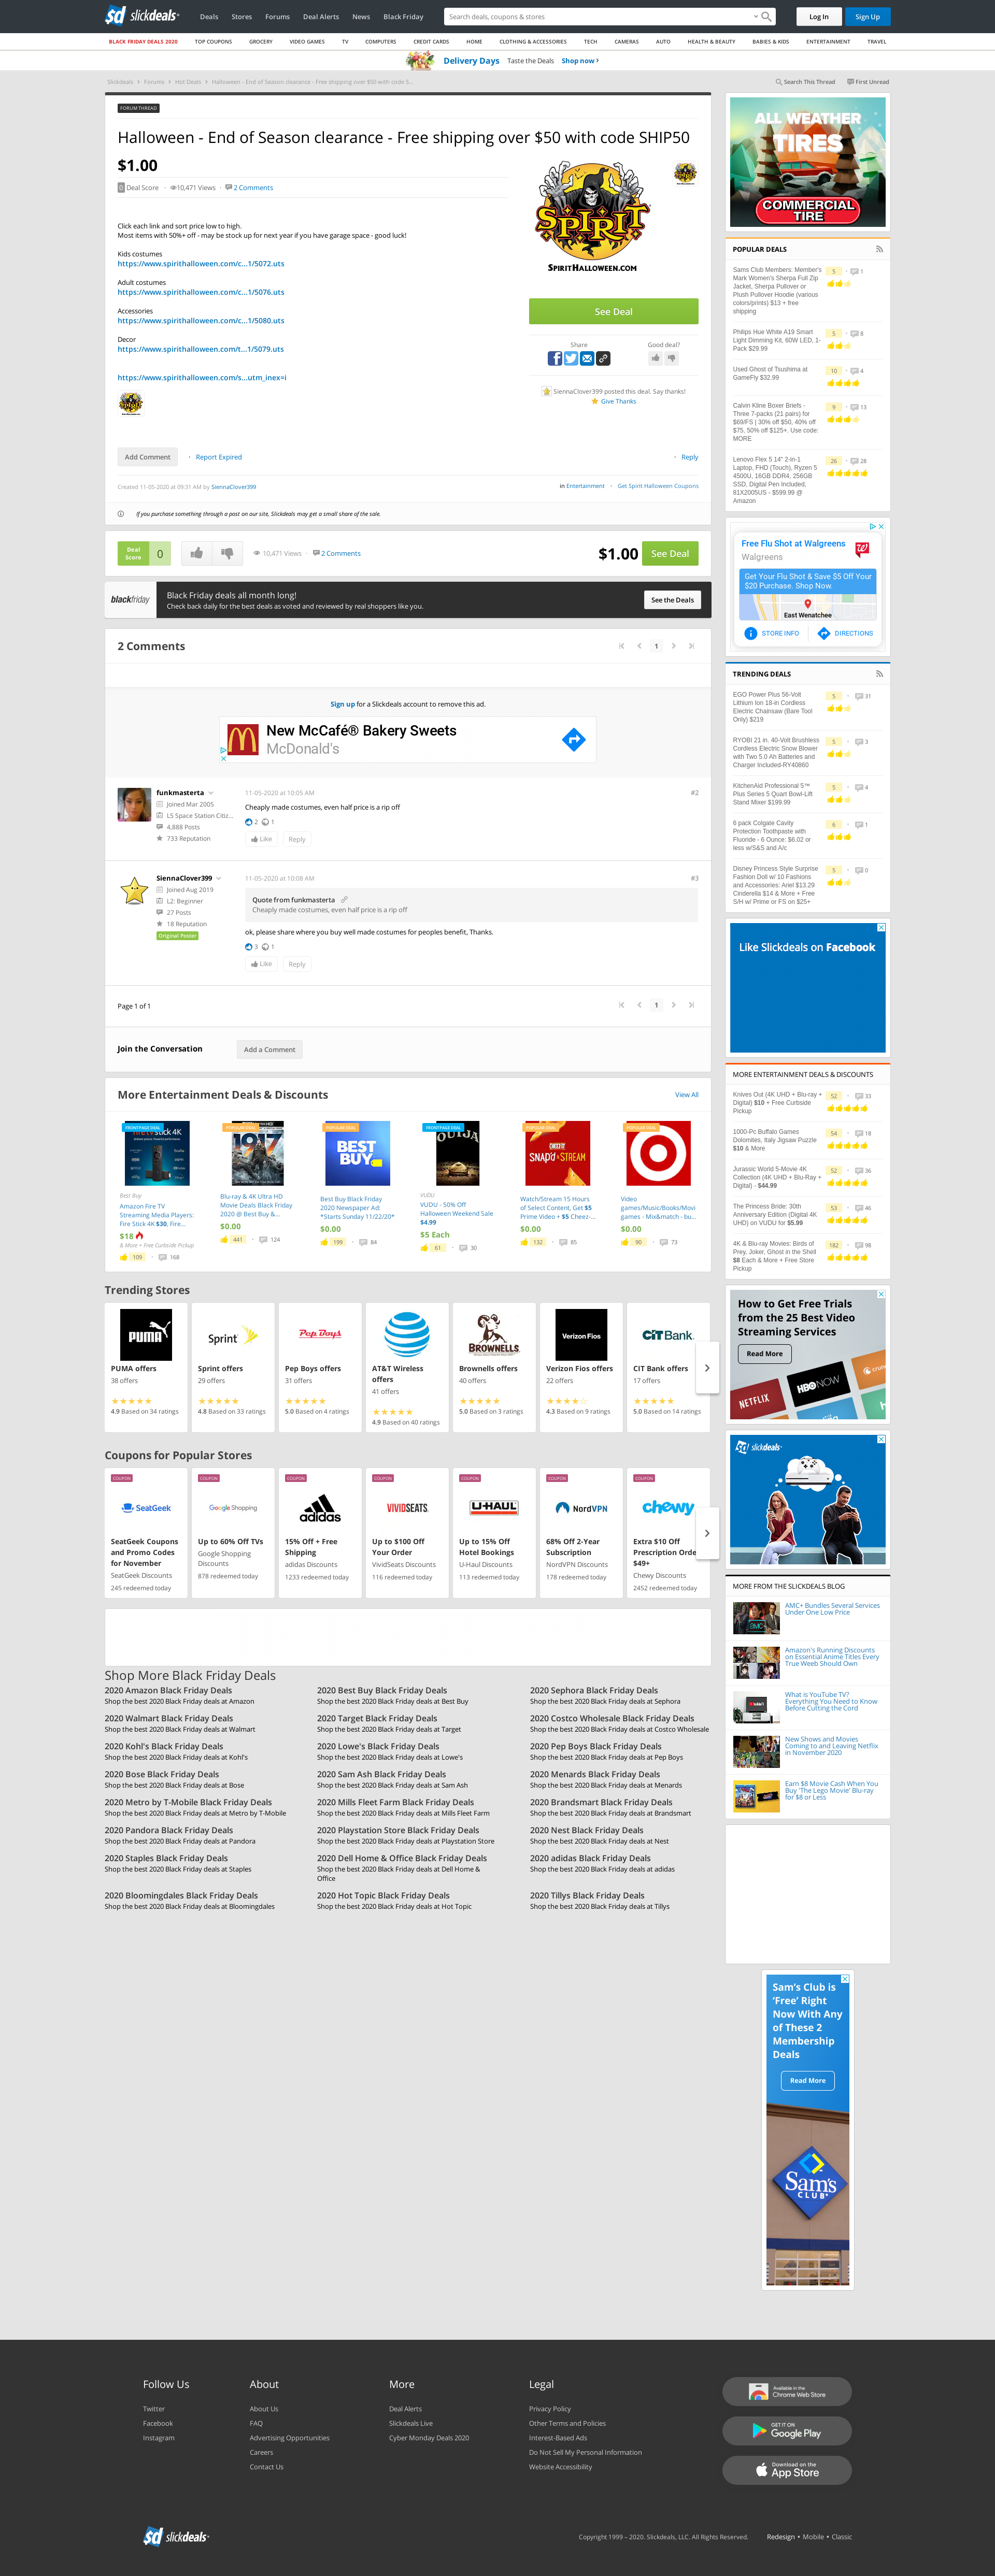 slickdeals
Deals Stores Forums Deal Alerts News Black Friday
Search deals, coupons & stores
Log In
Sign Up
BLACK FRIDAY DEALS 2020 TOP COUPONS GROCERY VIDEO GAMES TV COMPUTERS CREDIT CARDS HOME CLOTHING & ACCESSORIES TECH CAMERAS AUTO HEALTH & BEAUTY BABIES & KIDS ENTERTAINMENT TRAVEL
Delivery Days Taste the Deals Shop now ›
Slickdeals › Forums › Hot Deals › Halloween - End of Season clearance - Free shipping over $50 with code S...
Search This Thread First Unread
FORUM THREAD
Halloween - End of Season clearance - Free shipping over $50 with code SHIP50
$1.00
0 Deal Score 10,471 Views 2 Comments
Click each link and sort price low to high.
Most items with 50%+ off - may be stock up for next year if you have garage space - good luck!
Kids costumes
https://www.spirithalloween.com/c...1/5072.uts
Adult costumes
https://www.spirithalloween.com/c...1/5076.uts
Accessories
https://www.spirithalloween.com/c...1/5080.uts
Decor
https://www.spirithalloween.com/t...1/5079.uts
https://www.spirithalloween.com/s...utm_inex=i
SPIRIT
SPIRITHALLOWEEN.COM
See Deal
Share
Good deal?
SiennaClover399 posted this deal. Say thanks!
Give Thanks
Add Comment
Report Expired
Reply
Created 11-05-2020 at 09:31 AM by SiennaClover399
in Entertainment Get Spirit Halloween Coupons
If you purchase something through a post on our site, Slickdeals may get a small share of the sale.
Deal
Score
0
10,471 Views 2 Comments
$1.00 See Deal
blackfriday
Black Friday deals all month long!
Check back daily for the best deals as voted and reviewed by real shoppers like you.
See the Deals
2 Comments
1
Sign up for a Slickdeals account to remove this ad.
New McCafé® Bakery Sweets
McDonald's
funkmasterta
Joined Mar 2005
L5 Space Station Citiz...
4,888 Posts
733 Reputation
11-05-2020 at 10:05 AM
#2
Cheaply made costumes, even half price is a rip off
2 1
Like Reply
SiennaClover399
Joined Aug 2019
L2: Beginner
27 Posts
18 Reputation
Original Poster
11-05-2020 at 10:08 AM
#3
Quote from funkmasterta
Cheaply made costumes, even half price is a rip off
ok, please share where you buy well made costumes for peoples benefit, Thanks.
3 1
Like Reply
Page 1 of 1
1
Join the Conversation
Add a Comment
More Entertainment Deals & Discounts
View All
FRONTPAGE DEAL
Best Buy
Amazon Fire TV
Streaming Media Players:
Fire Stick 4K $30, Fire...
$18
& More + Free Curbside Pickup
109 168
POPULAR DEAL
1917
Blu-ray & 4K Ultra HD
Movie Deals Black Friday
2020 @ Best Buy &...
$0.00
441 124
POPULAR DEAL
BEST BUY
Best Buy Black Friday
2020 Newspaper Ad:
*Starts Sunday 11/22/20*
$0.00
199 84
FRONTPAGE DEAL
OUIJA
VUDU
VUDU - 50% Off
Halloween Weekend Sale
$4.99
$5 Each
61 30
POPULAR DEAL
SNAP'D & STREAM
Watch/Stream 15 Hours
of Select Content, Get $5
Prime Video + $5 Cheez-...
$0.00
132 85
POPULAR DEAL
Video
games/Music/Books/Movi
games - Mix&match - bu...
$0.00
90 73
Trending Stores
PUMA
PUMA offers
38 offers
4.9 Based on 34 ratings
Sprint
Sprint offers
29 offers
4.8 Based on 33 ratings
Pep Boys
Pep Boys offers
31 offers
5.0 Based on 4 ratings
AT&T Wireless
offers
41 offers
4.9 Based on 40 ratings
BROWNELLS
Brownells offers
40 offers
5.0 Based on 3 ratings
Verizon Fios
Verizon Fios offers
22 offers
4.3 Based on 9 ratings
CIT Bank
CIT Bank offers
17 offers
5.0 Based on 14 ratings
Coupons for Popular Stores
COUPON
SeatGeek
SeatGeek Coupons
and Promo Codes
for November
SeatGeek Discounts
245 redeemed today
COUPON
Google Shopping
Up to 60% Off TVs
Google Shopping
Discounts
878 redeemed today
COUPON
adidas
15% Off + Free
Shipping
adidas Discounts
1233 redeemed today
COUPON
VIVIDSEATS
Up to $100 Off
Your Order
VividSeats Discounts
116 redeemed today
COUPON
U-HAUL
Up to 15% Off
Hotel Bookings
U-Haul Discounts
113 redeemed today
COUPON
NordVPN
68% Off 2-Year
Subscription
NordVPN Discounts
178 redeemed today
COUPON
chewy
Extra $10 Off
Prescription Orde
$49+
Chewy Discounts
2452 redeemed today
Shop More Black Friday Deals
2020 Amazon Black Friday Deals
Shop the best 2020 Black Friday deals at Amazon
2020 Best Buy Black Friday Deals
Shop the best 2020 Black Friday deals at Best Buy
2020 Sephora Black Friday Deals
Shop the best 2020 Black Friday deals at Sephora
2020 Walmart Black Friday Deals
Shop the best 2020 Black Friday deals at Walmart
2020 Target Black Friday Deals
Shop the best 2020 Black Friday deals at Target
2020 Costco Wholesale Black Friday Deals
Shop the best 2020 Black Friday deals at Costco Wholesale
2020 Kohl's Black Friday Deals
Shop the best 2020 Black Friday deals at Kohl's
2020 Lowe's Black Friday Deals
Shop the best 2020 Black Friday deals at Lowe's
2020 Pep Boys Black Friday Deals
Shop the best 2020 Black Friday deals at Pep Boys
2020 Bose Black Friday Deals
Shop the best 2020 Black Friday deals at Bose
2020 Sam Ash Black Friday Deals
Shop the best 2020 Black Friday deals at Sam Ash
2020 Menards Black Friday Deals
Shop the best 2020 Black Friday deals at Menards
2020 Metro by T-Mobile Black Friday Deals
Shop the best 2020 Black Friday deals at Metro by T-Mobile
2020 Mills Fleet Farm Black Friday Deals
Shop the best 2020 Black Friday deals at Mills Fleet Farm
2020 Brandsmart Black Friday Deals
Shop the best 2020 Black Friday deals at Brandsmart
2020 Pandora Black Friday Deals
Shop the best 2020 Black Friday deals at Pandora
2020 Playstation Store Black Friday Deals
Shop the best 2020 Black Friday deals at Playstation Store
2020 Nest Black Friday Deals
Shop the best 2020 Black Friday deals at Nest
2020 Staples Black Friday Deals
Shop the best 2020 Black Friday deals at Staples
2020 Dell Home & Office Black Friday Deals
Shop the best 2020 Black Friday deals at Dell Home &
Office
2020 adidas Black Friday Deals
Shop the best 2020 Black Friday deals at adidas
2020 Bloomingdales Black Friday Deals
Shop the best 2020 Black Friday deals at Bloomingdales
2020 Hot Topic Black Friday Deals
Shop the best 2020 Black Friday deals at Hot Topic
2020 Tillys Black Friday Deals
Shop the best 2020 Black Friday deals at Tillys
ALL WEATHER
TIRES
COMMERCIAL
TIRE
POPULAR DEALS
Sams Club Members: Member's
Mark Women's Sherpa Full Zip
Jacket, Sherpa Pullover or
Plush Pullover Hoodie (various
colors/prints) $13 + free
shipping
5 1
Philips Hue White A19 Smart
Light Dimming Kit, 60W LED, 1-
Pack $29.99
5 8
Used Ghost of Tsushima at
GameFly $32.99
10 4
Calvin Kline Boxer Briefs -
Three 7-packs (21 pairs) for
$69/FS | 30% off $50, 40% off
$75, 50% off $125+. Use code:
MORE
9 13
Lenovo Flex 5 14" 2-in-1
Laptop, FHD (Touch), Ryzen 5
4500U, 16GB DDR4, 256GB
SSD, Digital Pen Included,
81X2005US - $599.99 @
Amazon
26 28
Free Flu Shot at Walgreens
Walgreens
Get Your Flu Shot & Save $5 Off Your
$20 Purchase. Shop Now.
East Wenatchee
STORE INFO
DIRECTIONS
TRENDING DEALS
EGO Power Plus 56-Volt
Lithium Ion 18-in Cordless
Electric Chainsaw (Bare Tool
Only) $219
5 31
RYOBI 21 in. 40-Volt Brushless
Cordless Electric Snow Blower
with Two 5.0 Ah Batteries and
Charger Included-RY40860
5 3
KitchenAid Professional 5™
Plus Series 5 Quart Bowl-Lift
Stand Mixer $199.99
5 4
6 pack Colgate Cavity
Protection Toothpaste with
Fluoride - 6 Ounce: $6.02 or
less w/S&S and A/c
6 1
Disney Princess Style Surprise
Fashion Doll w/ 10 Fashions
and Accessories: Ariel $13.29
Cinderella $14 & More + Free
S/H w/ Prime or FS on $25+
5 0
Like Slickdeals on Facebook
MORE ENTERTAINMENT DEALS & DISCOUNTS
Knives Out (4K UHD + Blu-ray +
Digital) $10 + Free Curbside
Pickup
52 33
1000-Pc Buffalo Games
Dolomites, Italy Jigsaw Puzzle
$10 & More
54 18
Jurassic World 5-Movie 4K
Collection (4K UHD + Blu-Ray +
Digital) - $44.99
52 36
The Princess Bride: 30th
Anniversary Edition (Digital 4K
UHD) on VUDU for $5.99
53 46
4K & Blu-ray Movies: Birds of
Prey, Joker, Ghost in the Shell
$8 Each & More + Free Store
Pickup
182 98
How to Get Free Trials
from the 25 Best Video
Streaming Services
Read More
NETFLIX
HBO NOW
slickdeals
MORE FROM THE SLICKDEALS BLOG
AMC+ Bundles Several Services
Under One Low Price
Amazon's Running Discounts
on Essential Anime Titles Every
True Weeb Should Own
What is YouTube TV?
Everything You Need to Know
Before Cutting the Cord
New Shows and Movies
Coming to and Leaving Netflix
in November 2020
Earn $8 Movie Cash When You
Buy 'The Lego Movie' Blu-ray
for $8 or Less
Sam's Club is
'Free' Right
Now With Any
of These 2
Membership
Deals
Read More
Sam's
CLUB
Follow Us
Twitter
Facebook
Instagram
About
About Us
FAQ
Advertising Opportunities
Careers
Contact Us
More
Deal Alerts
Slickdeals Live
Cyber Monday Deals 2020
Legal
Privacy Policy
Other Terms and Policies
Interest-Based Ads
Do Not Sell My Personal Information
Website Accessibility
Available in the
Chrome Web Store
GET IT ON
Google Play
Download on the
App Store
slickdeals
Copyright 1999 – 2020. Slickdeals, LLC. All Rights Reserved.
Redesign • Mobile • Classic